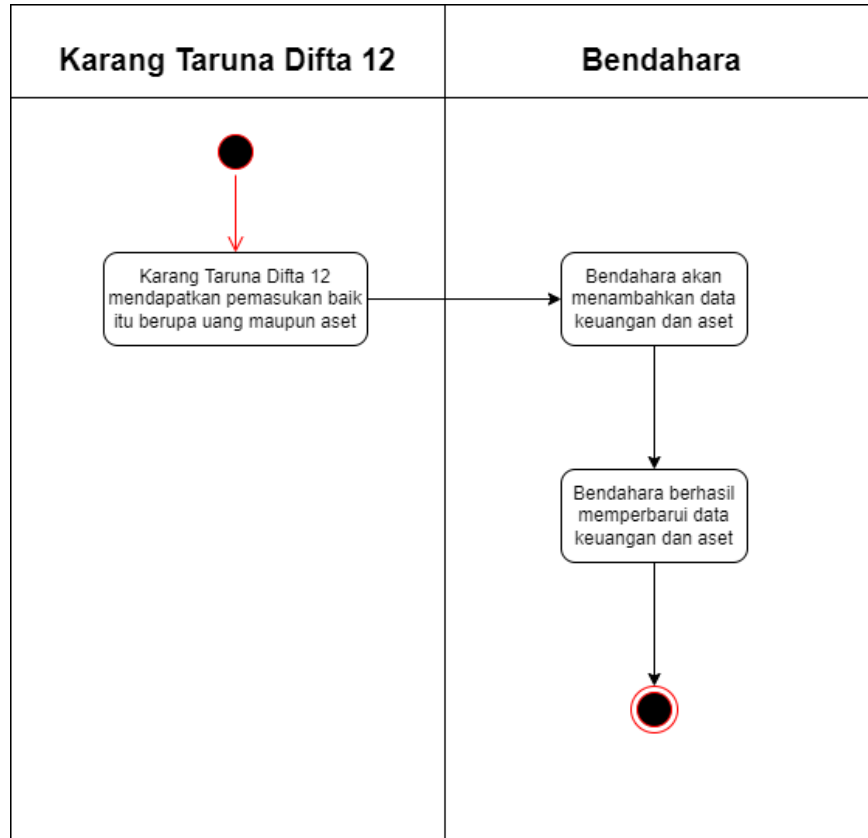 Karang Taruna Difta 12
Bendahara
Karang Taruna Difta 12
mendapatkan pemasukan baik
itu berupa uang maupun aset
Bendahara akan
menambahkan data
keuangan dan aset
Bendahara berhasil
memperbarui data
keuangan dan aset